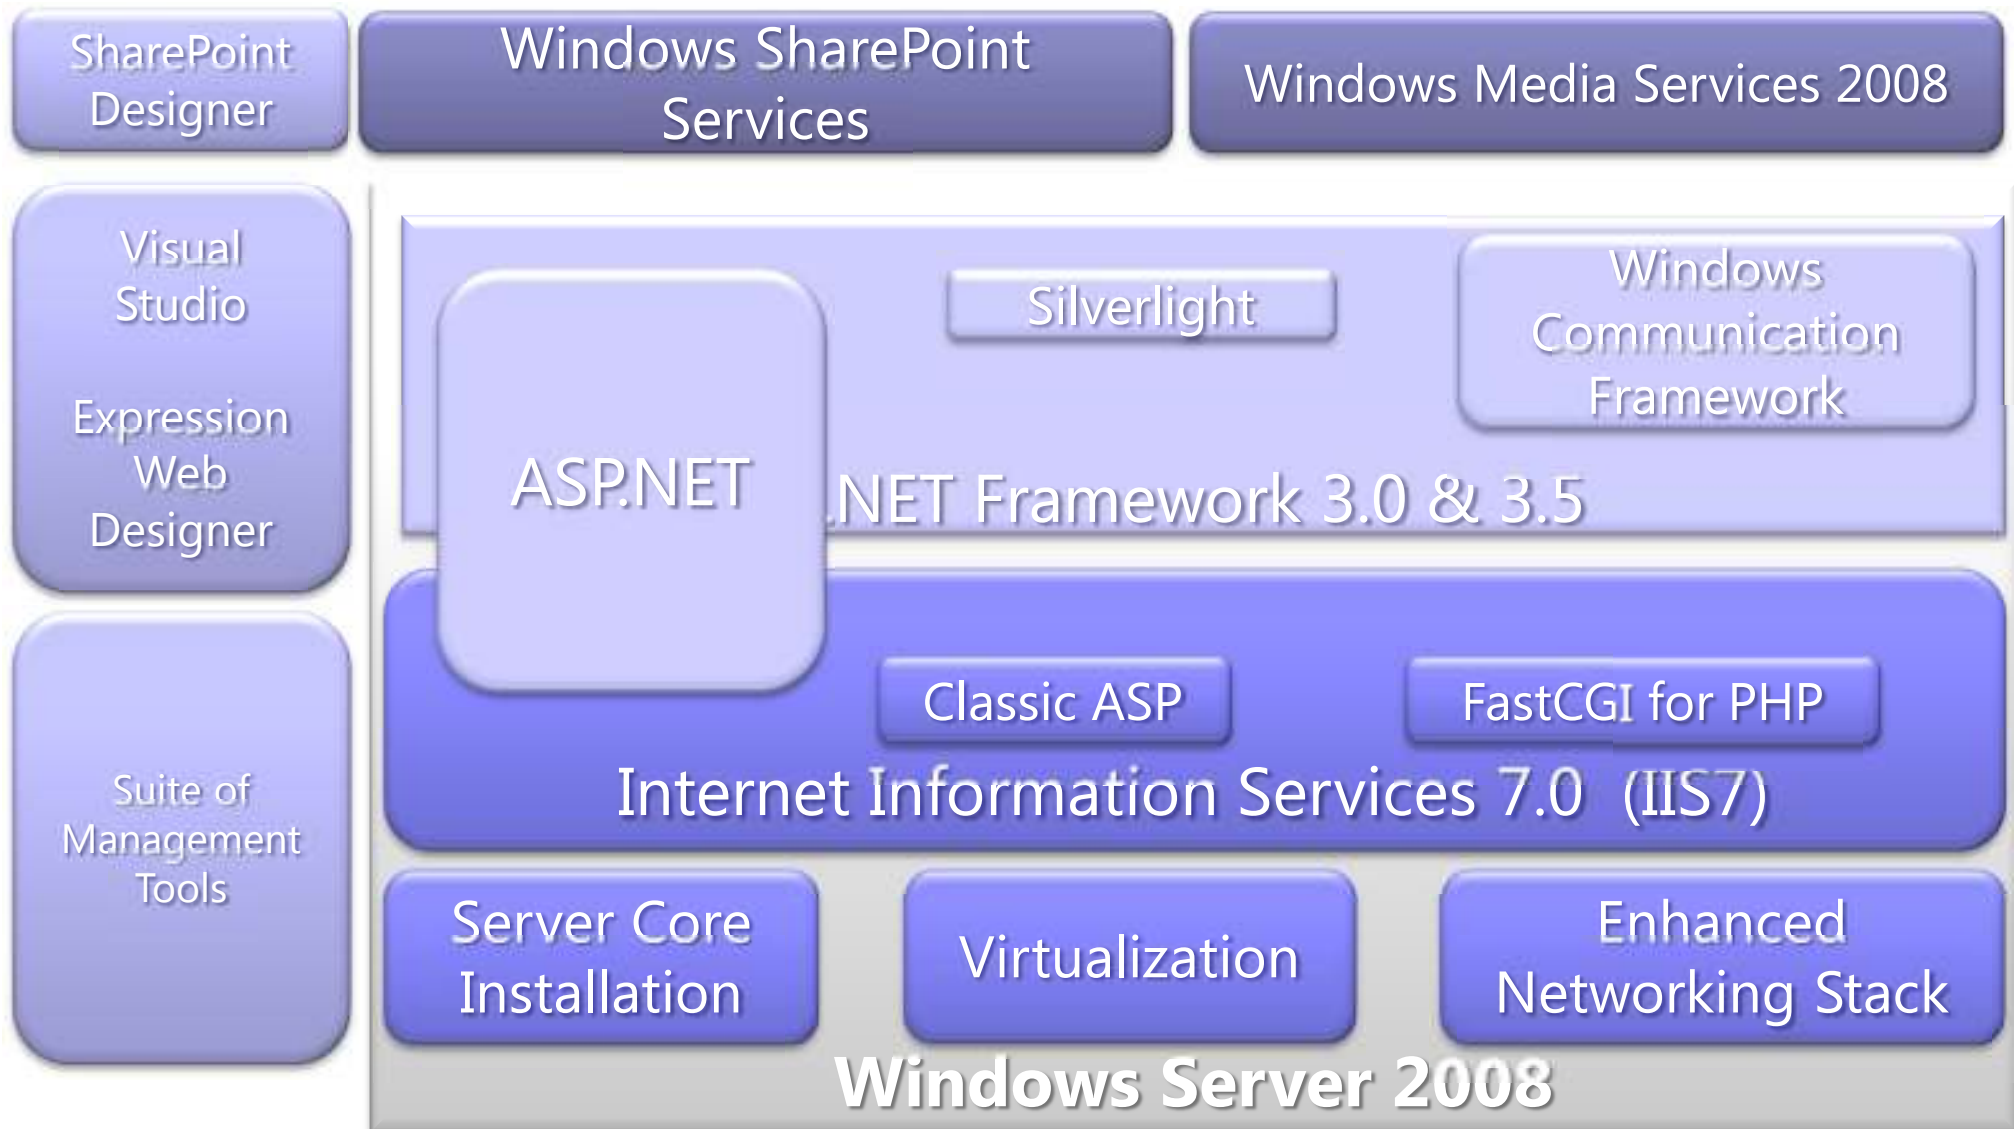 SharePoint
Designer
Windows SharePoint
Services
Windows Media Services 2008
Visual
Studio
Expression
Web
Designer
Silverlight
Windows
Communication
Framework
ASP.NET
.NET Framework 3.0 & 3.5
Classic ASP
FastCGI for PHP
Internet Information Services 7.0 (IIS7)
Suite of
Management
Tools
Server Core
Installation
Virtualization
Enhanced
Networking Stack
Windows Server 2008